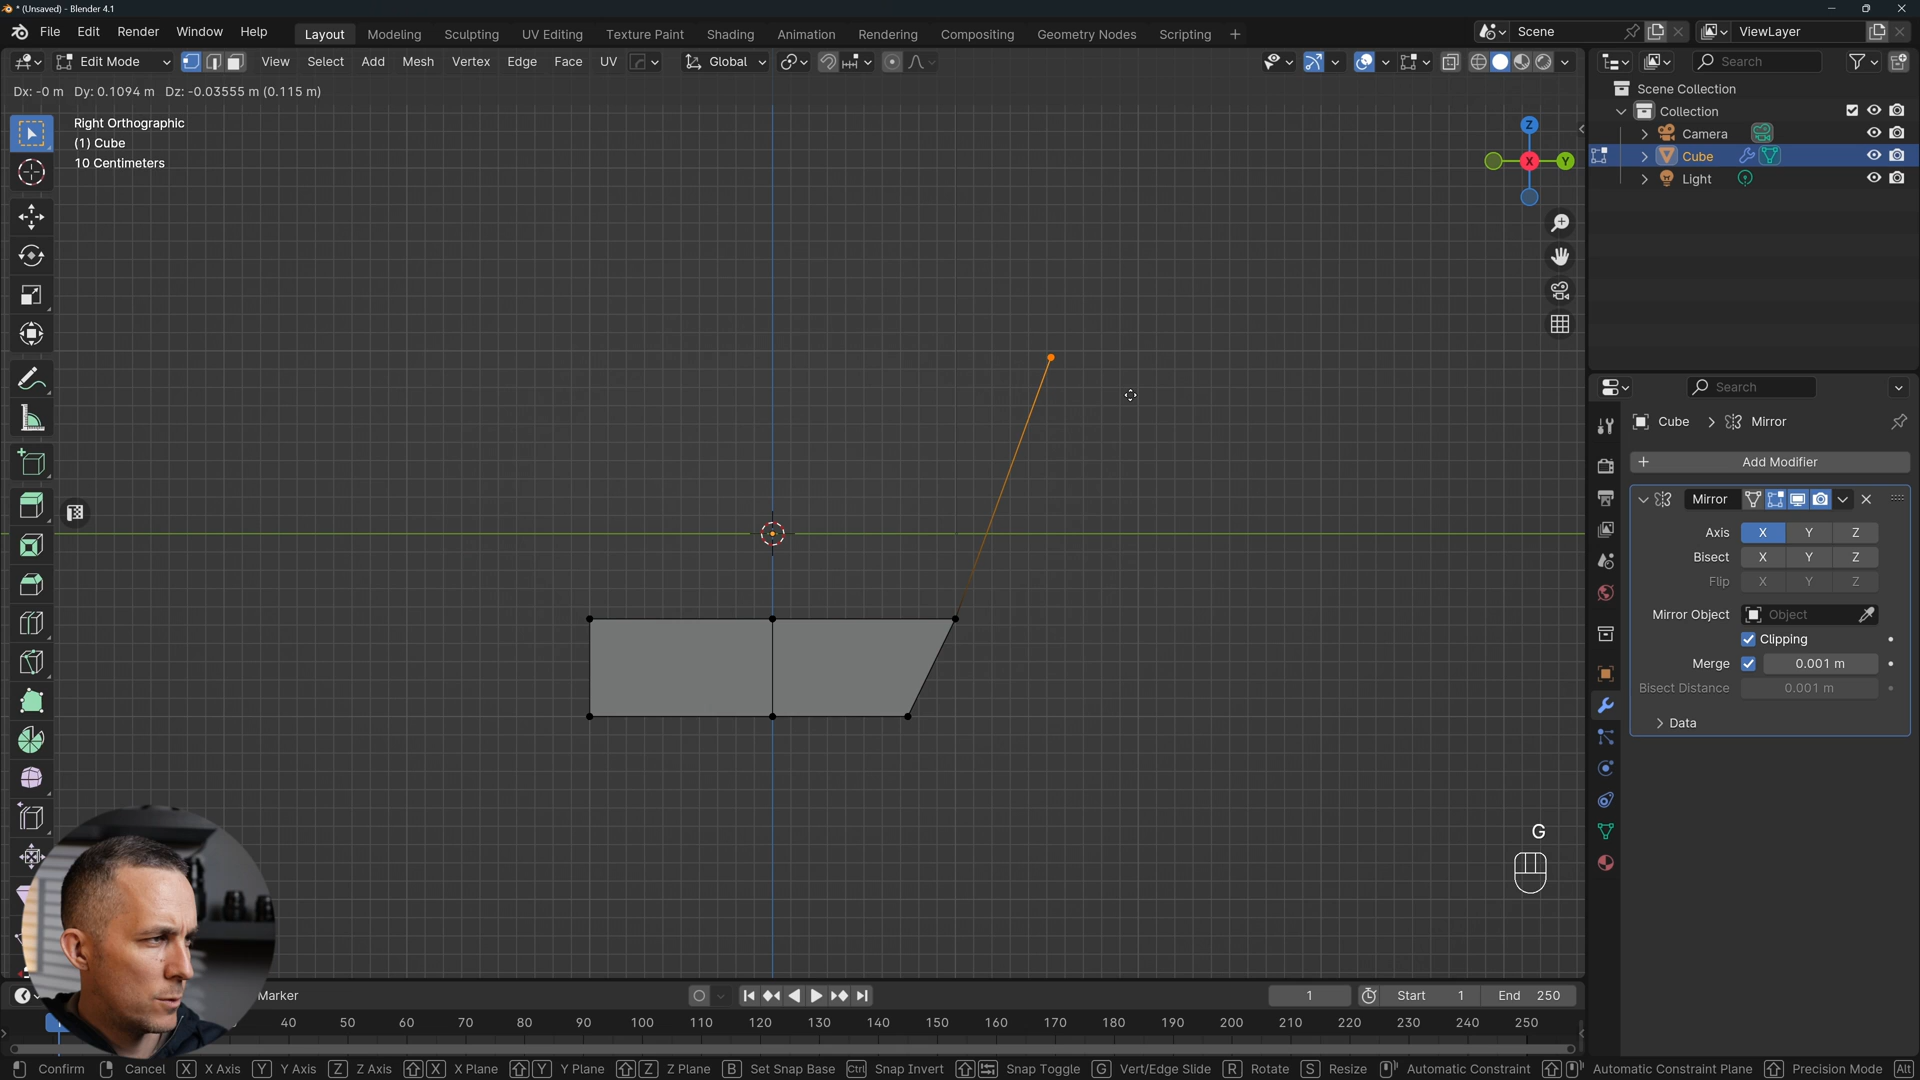 * (Unsaved) - Blender 4.1
File Edit Render Window Help Layout Modeling Sculpting UV Editing Texture Paint Shading Animation Rendering Compositing Geometry Nodes Scripting + Scene ViewLayer
Edit Mode View Select Add Mesh Vertex Edge Face UV Global Search
Dx: -0 m Dy: 0.1094 m Dz: -0.03555 m (0.115 m)
Right Orthographic
(1) Cube
10 Centimeters
Z
X
Y
Scene Collection
Collection
Camera
Cube
Light
Search
Cube > Mirror
+ Add Modifier
Mirror
Axis X Y Z
Bisect X Y Z
Flip X Y Z
Mirror Object Object
Clipping
Merge 0.001 m
Bisect Distance 0.001 m
> Data
G
Marker 1 Start 1 End 250
40 50 60 70 80 90 100 110 120 130 140 150 160 170 180 190 200 210 220 230 240 250
Confirm Cancel X X Axis Y Y Axis Z Z Axis X X Plane Y Y Plane Z Z Plane B Set Snap Base Ctrl Snap Invert Snap Toggle G Vert/Edge Slide R Rotate S Resize Automatic Constraint Automatic Constraint Plane Precision Mode Alt